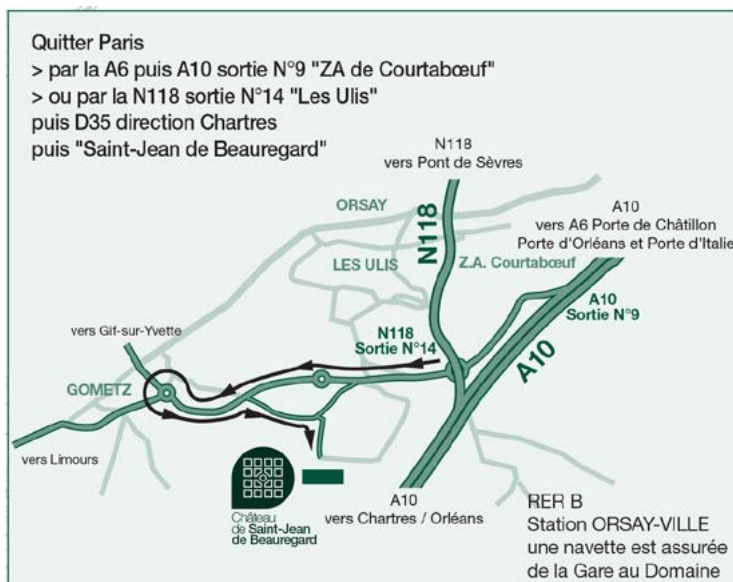 Quitter Paris
> par la A6 puis A10 sortie N°9 "ZA de Courtabœuf"
> ou par la N118 sortie N°14 "Les Ulis"
puis D35 direction Chartres
puis "Saint-Jean de Beauregard"
N118
vers Pont de Sèvres
ORSAY
N118
A10
vers A6 Porte de Châtillon
Porte d'Orléans et Porte d'Italie
LES ULIS
Z.A. Courtabœuf
A10
Sortie N°9
vers Gif-sur-Yvette
N118
Sortie N°14
A10
GOMETZ
vers Limours
Château
de Saint-Jean
de Beauregard
A10
vers Chartres / Orléans
RER B
Station ORSAY-VILLE
une navette est assurée
de la Gare au Domaine